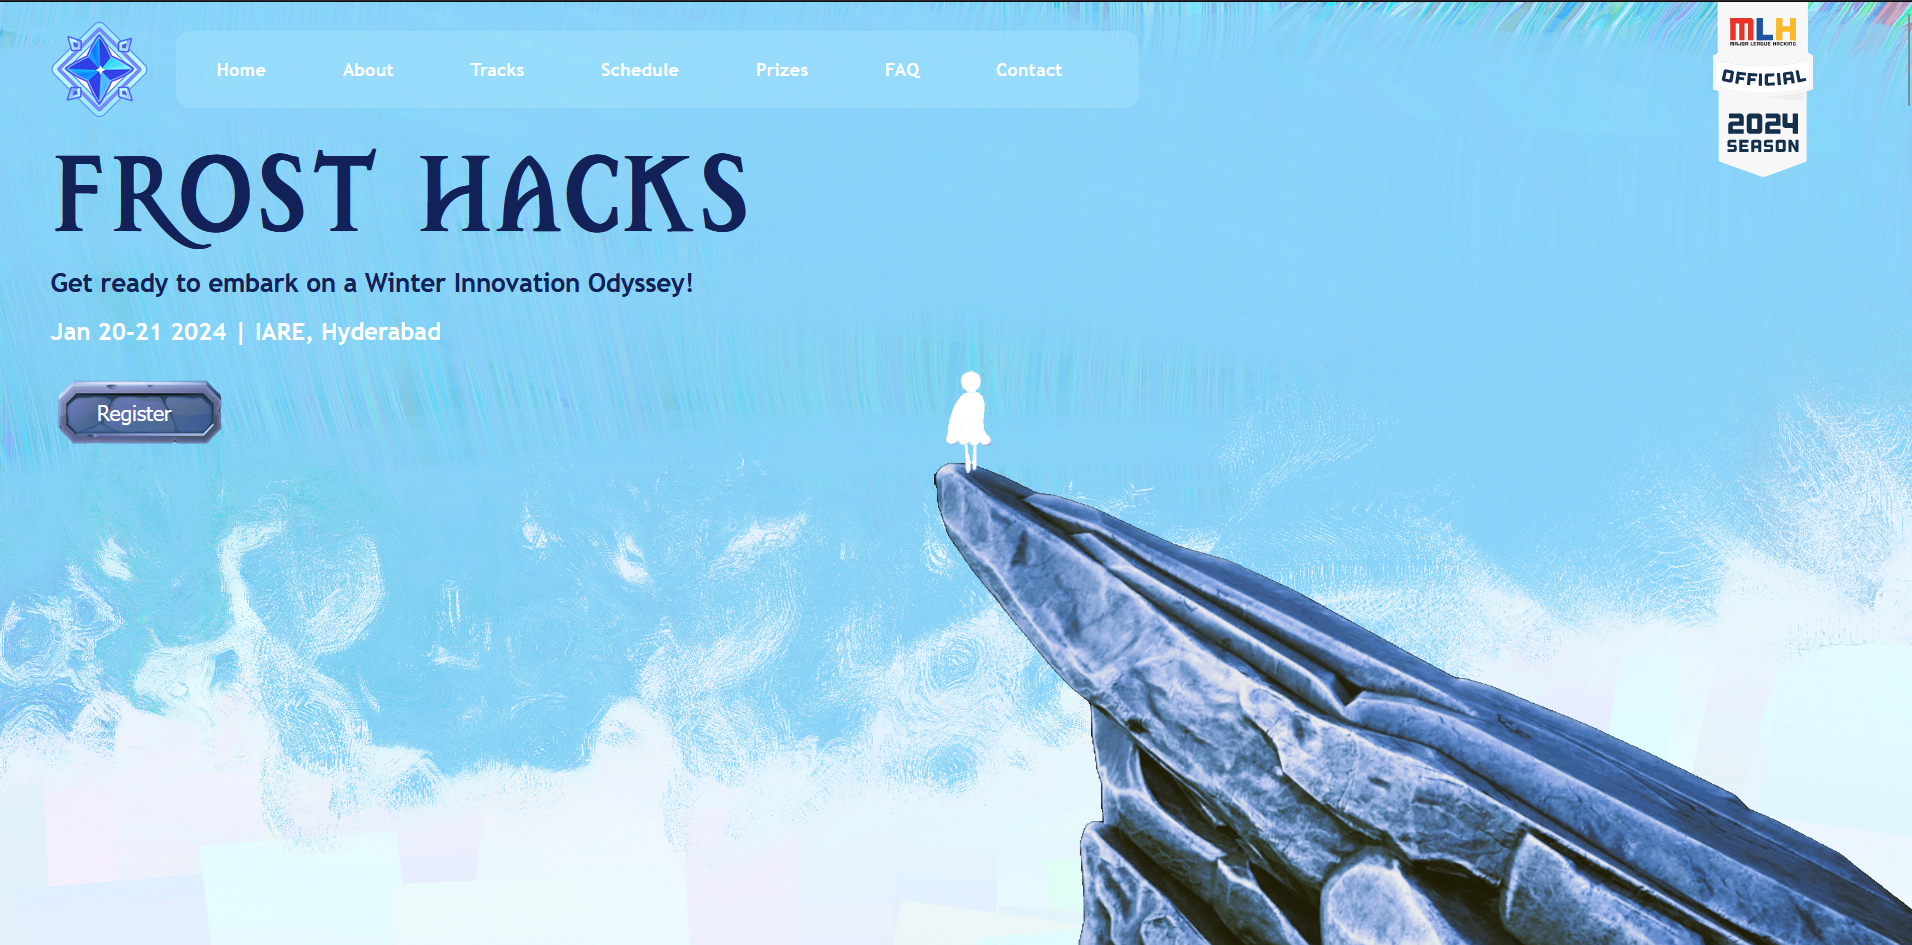 Home About Tracks Schedule Prizes FAQ Contact
MLH
MAJOR LEAGUE HACKING
OFFICIAL
2024
SEASON
FROST HACKS
Get ready to embark on a Winter Innovation Odyssey!
Jan 20-21 2024 | IARE, Hyderabad
Register